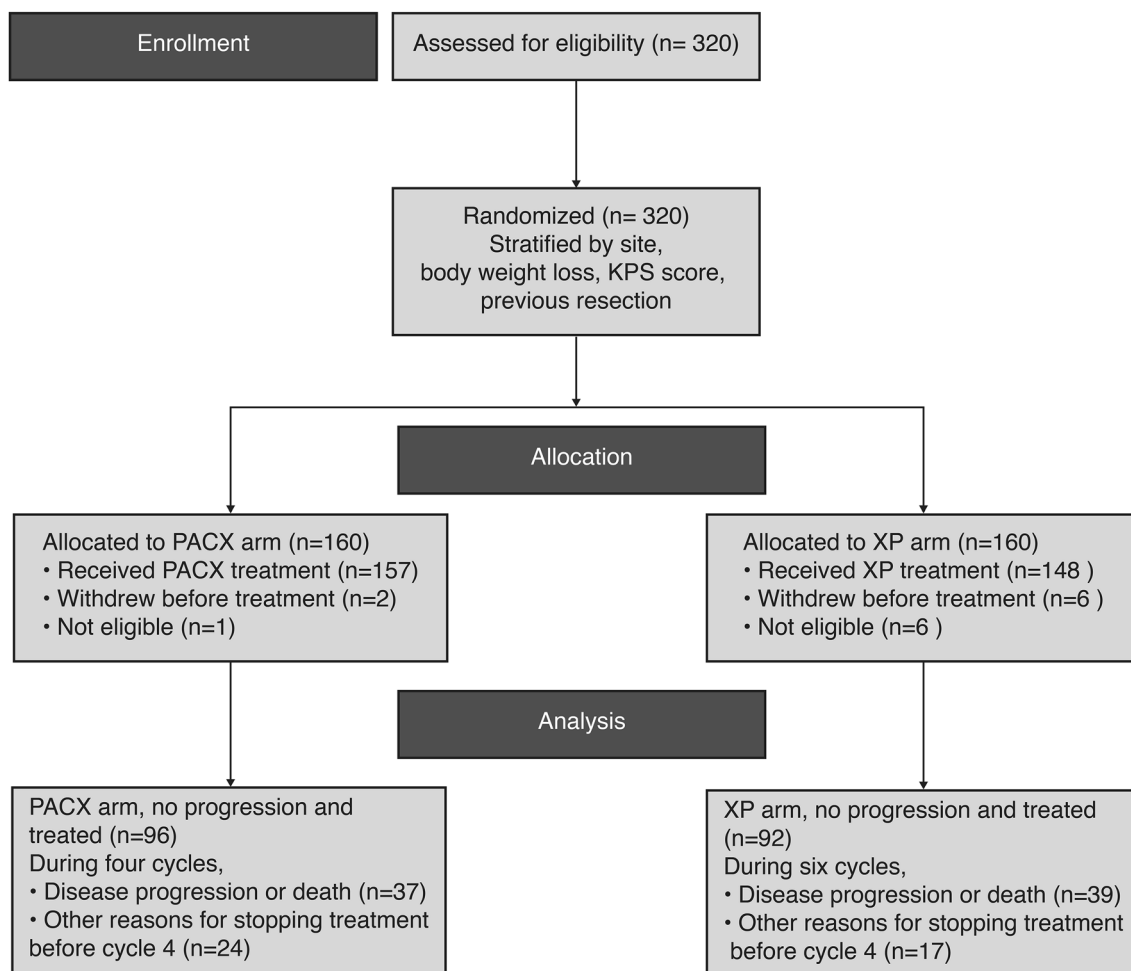 Enrollment
Assessed for eligibility (n= 320)
Randomized (n= 320)
Stratified by site,
body weight loss, KPS score,
previous resection
Allocation
Allocated to PACX arm (n=160)
• Received PACX treatment (n=157)
• Withdrew before treatment (n=2)
• Not eligible (n=1)
Allocated to XP arm (n=160)
• Received XP treatment (n=148 )
• Withdrew before treatment (n=6 )
• Not eligible (n=6 )
Analysis
PACX arm, no progression and
treated (n=96)
During four cycles,
• Disease progression or death (n=37)
• Other reasons for stopping treatment
before cycle 4 (n=24)
XP arm, no progression and treated
(n=92)
During six cycles,
• Disease progression or death (n=39)
• Other reasons for stopping treatment
before cycle 4 (n=17)